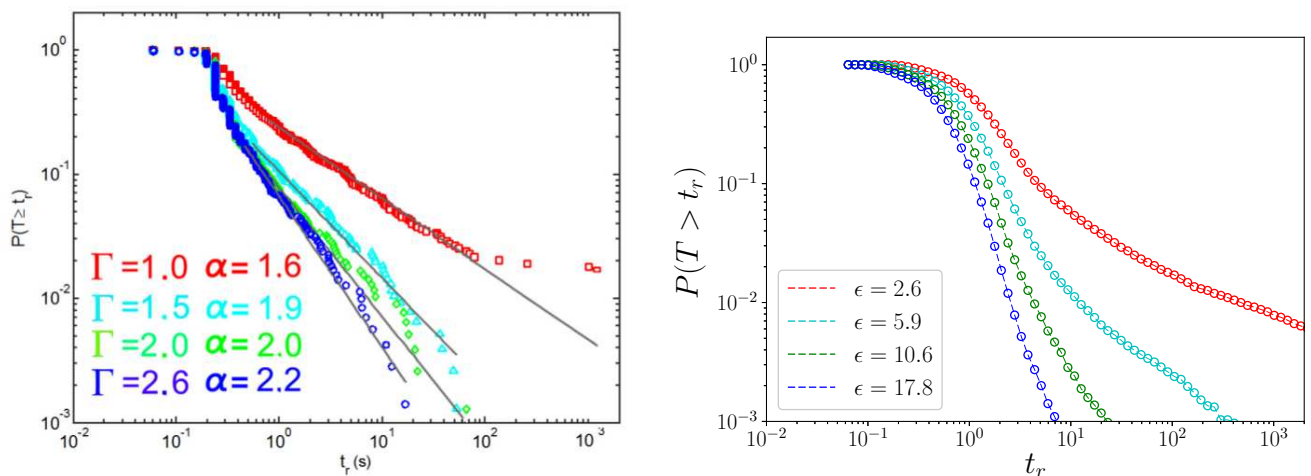 10⁰
10⁻¹
10⁻²
10⁻³
P(T≥ t_r)
Γ=1.0 α=1.6
Γ=1.5 α=1.9
Γ=2.0 α=2.0
Γ=2.6 α=2.2
10⁻² 10⁻¹ 10⁰ 10¹ 10² 10³
t_r (s)
10⁰
10⁻¹
10⁻²
10⁻³
P(T > t_r)
ϵ = 2.6
ϵ = 5.9
ϵ = 10.6
ϵ = 17.8
10⁻² 10⁻¹ 10⁰ 10¹ 10² 10³
t_r